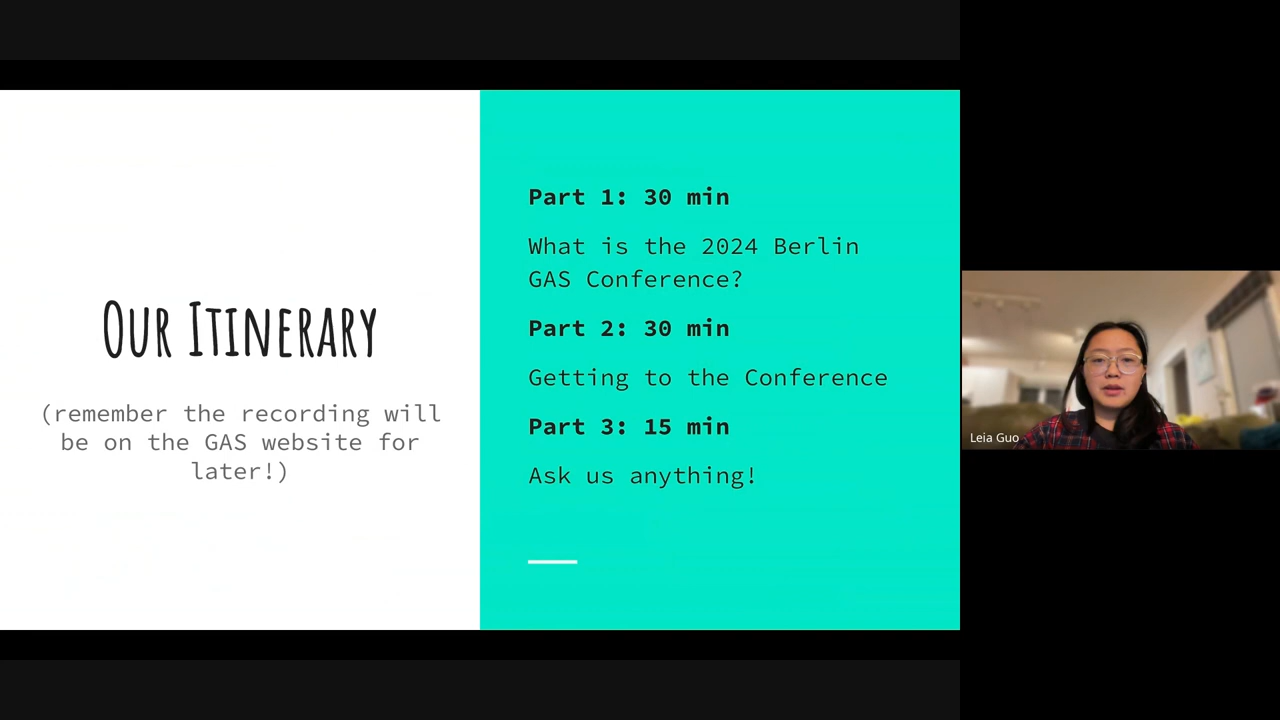 OUR ITINERARY
(remember the recording will
be on the GAS website for
later!)
Part 1: 30 min
What is the 2024 Berlin
GAS Conference?
Part 2: 30 min
Getting to the Conference
Part 3: 15 min
Ask us anything!
Leia Guo